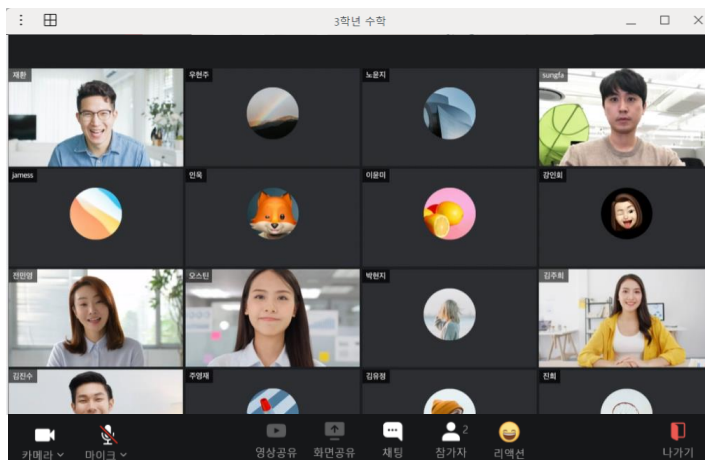 3학년 수학
재환
우현주
노윤지
sungfa
jamess
인욱
이윤미
강인희
전민영
오스틴
박현지
김주희
김진수
주영재
김유정
진희
카메라
마이크
영상공유
화면공유
채팅
2
참가자
리액션
나가기